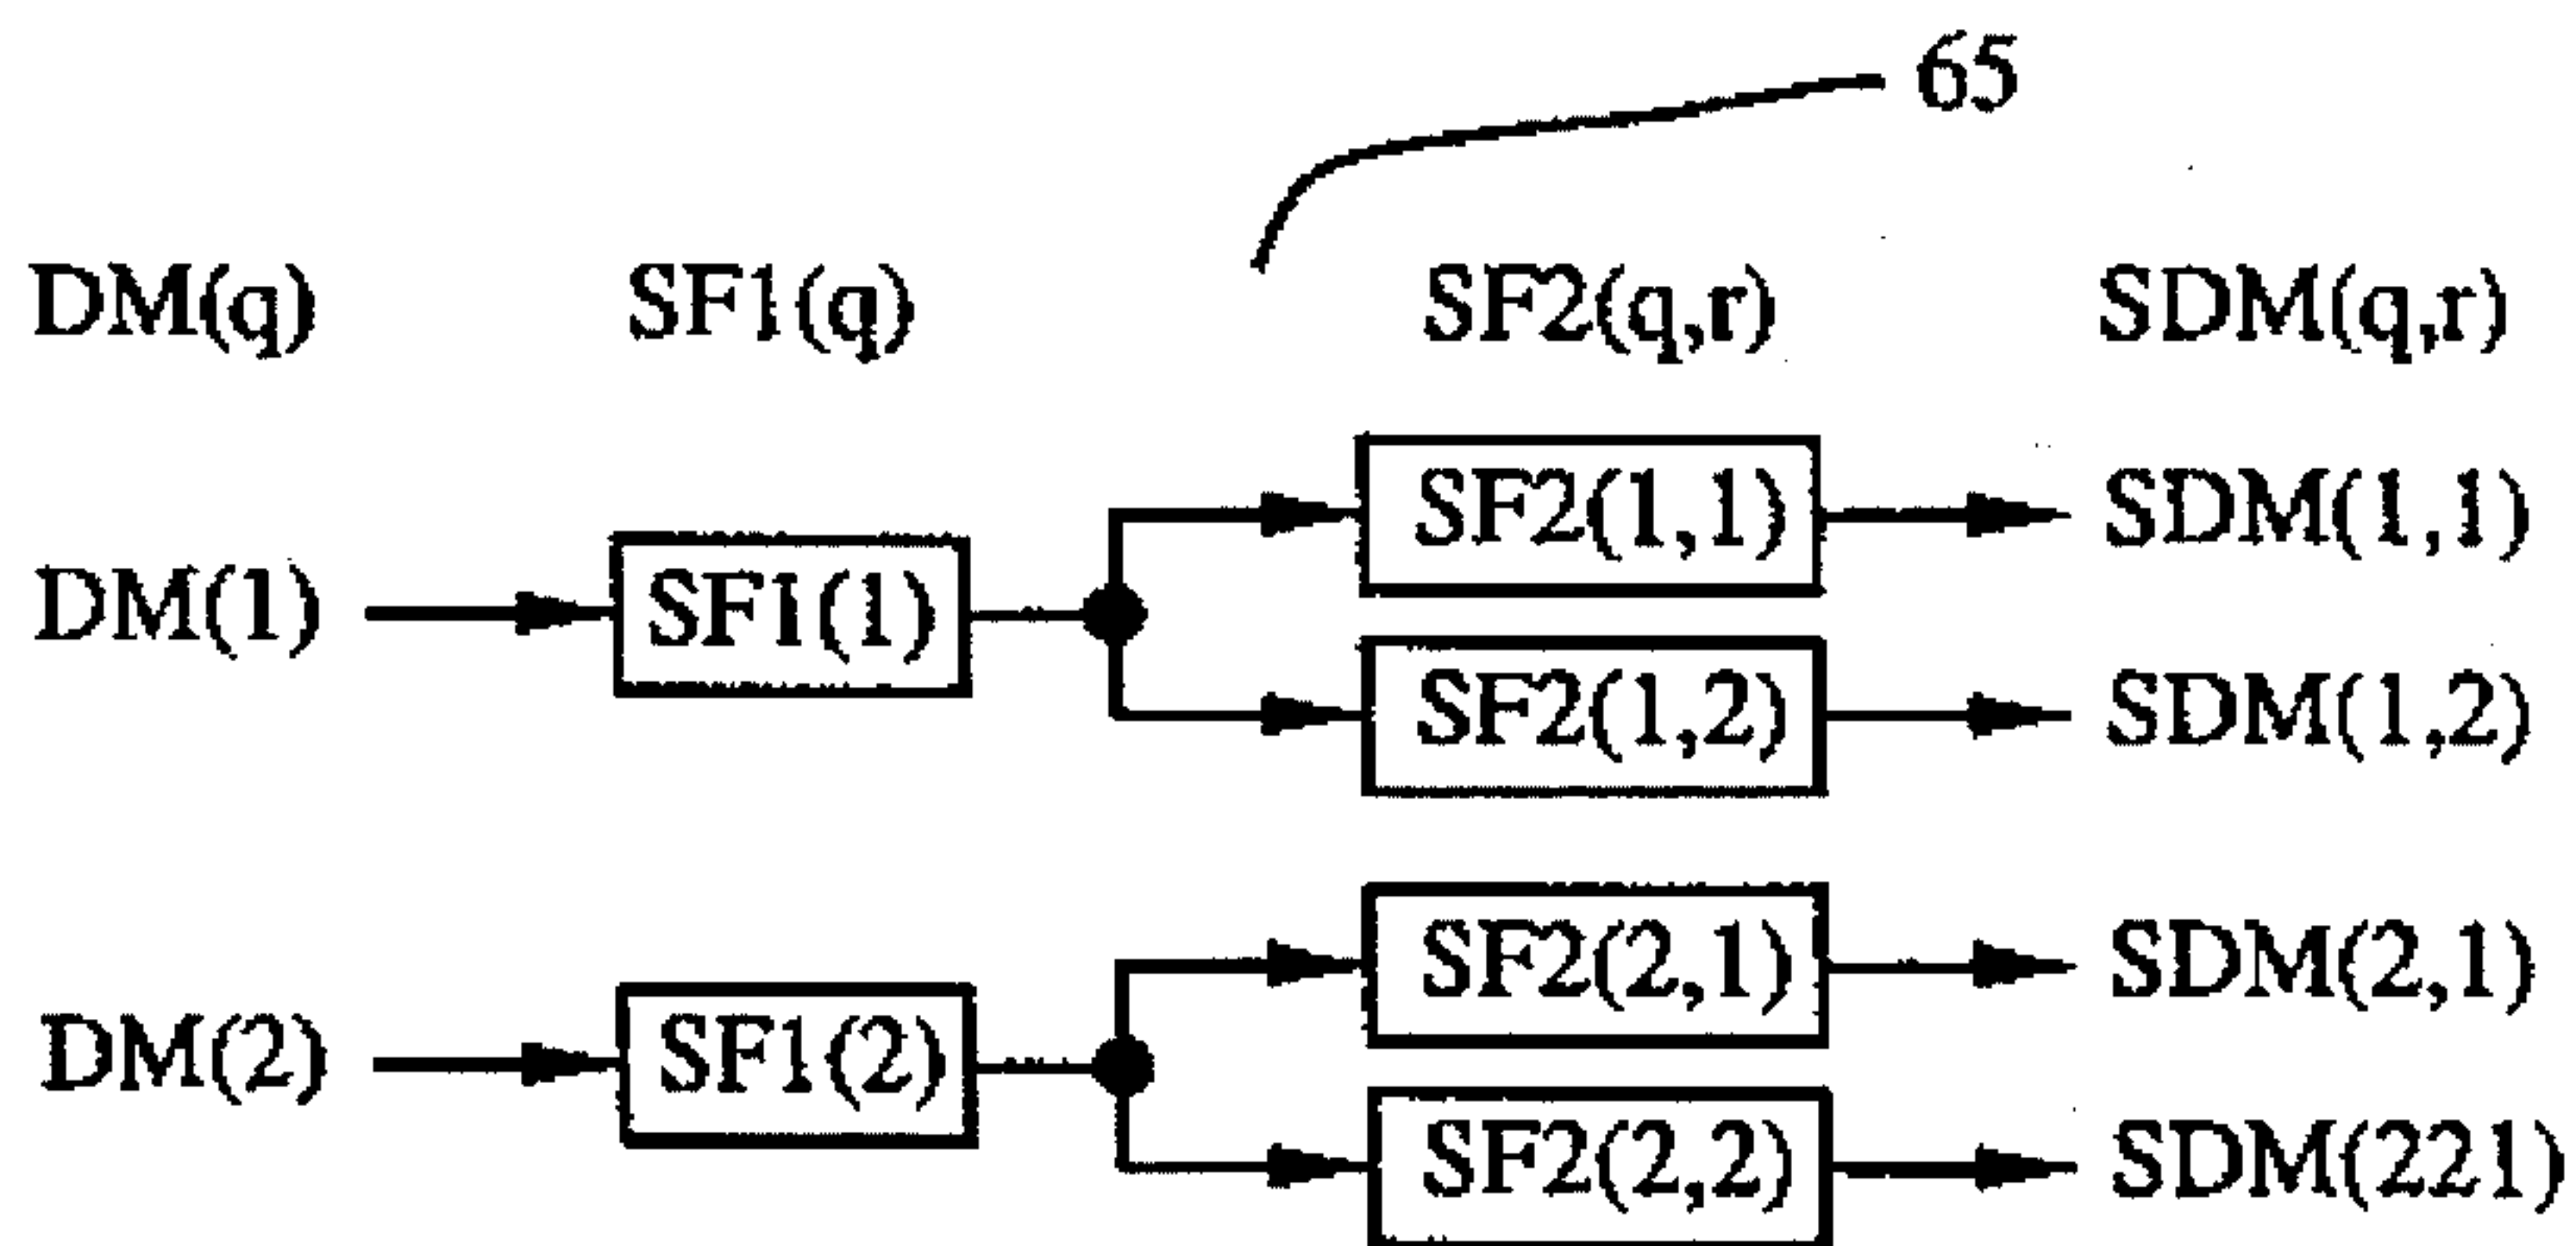 65
DM(q) SF1(q) SF2(q,r) SDM(q,r)
SF2(1,1) SDM(1,1)
DM(1) SF1(1)
SF2(1,2) SDM(1,2)
SF2(2,1) SDM(2,1)
DM(2) SF1(2)
SF2(2,2) SDM(221)